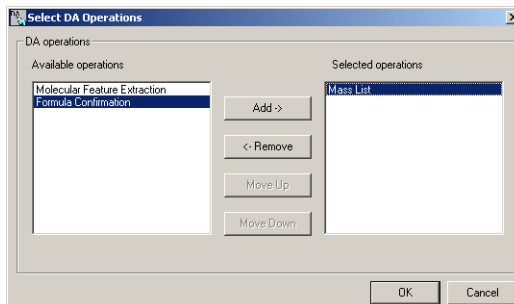 Select DA Operations
DA operations
Available operations
Selected operations
Molecular Feature Extraction
Formula Confirmation
Mass List
Add ->
<- Remove
Move Up
Move Down
OK
Cancel